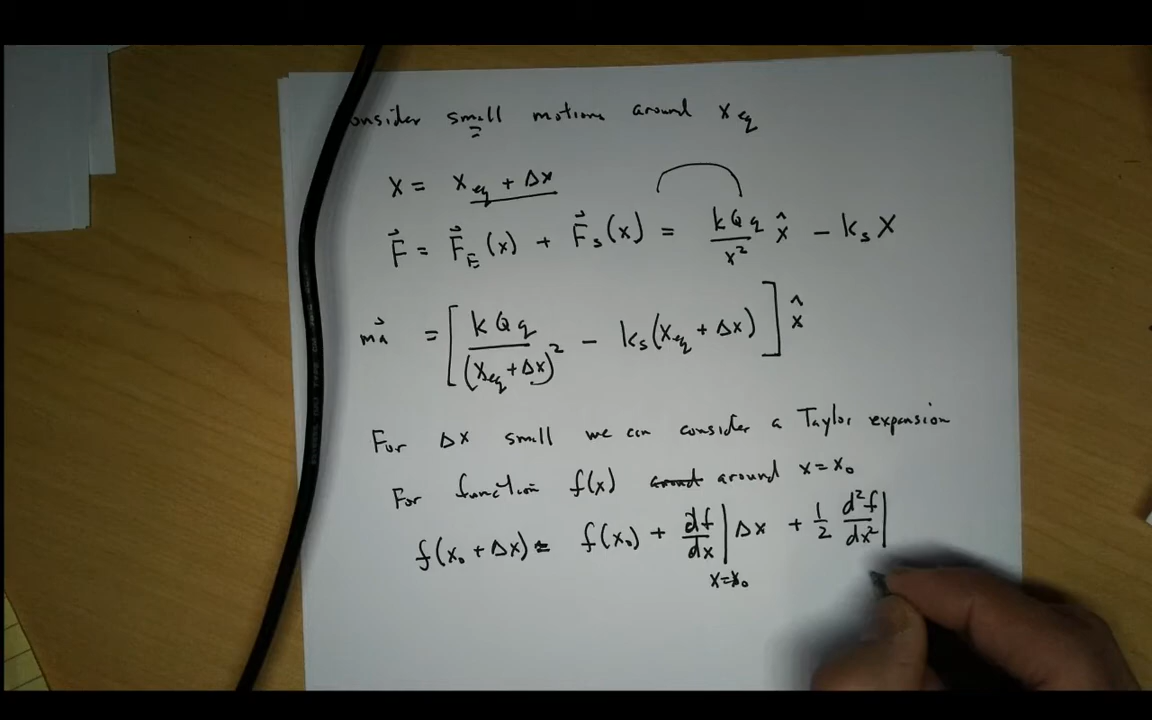 onsider small motions around x_eq
x = x_eq + Δx
F⃗ = F⃗_E(x) + F⃗_s(x) = kQq/x² x̂ − k_s x
ma⃗ = [kQq/(x_eq + Δx)² − k_s(x_eq + Δx)] x̂
For Δx small we can consider a Taylor expansion
For function f(x) around x = x₀
f(x₀ + Δx) ≈ f(x₀) + df/dx|_{x=x₀} Δx + 1/2 d²f/dx²|